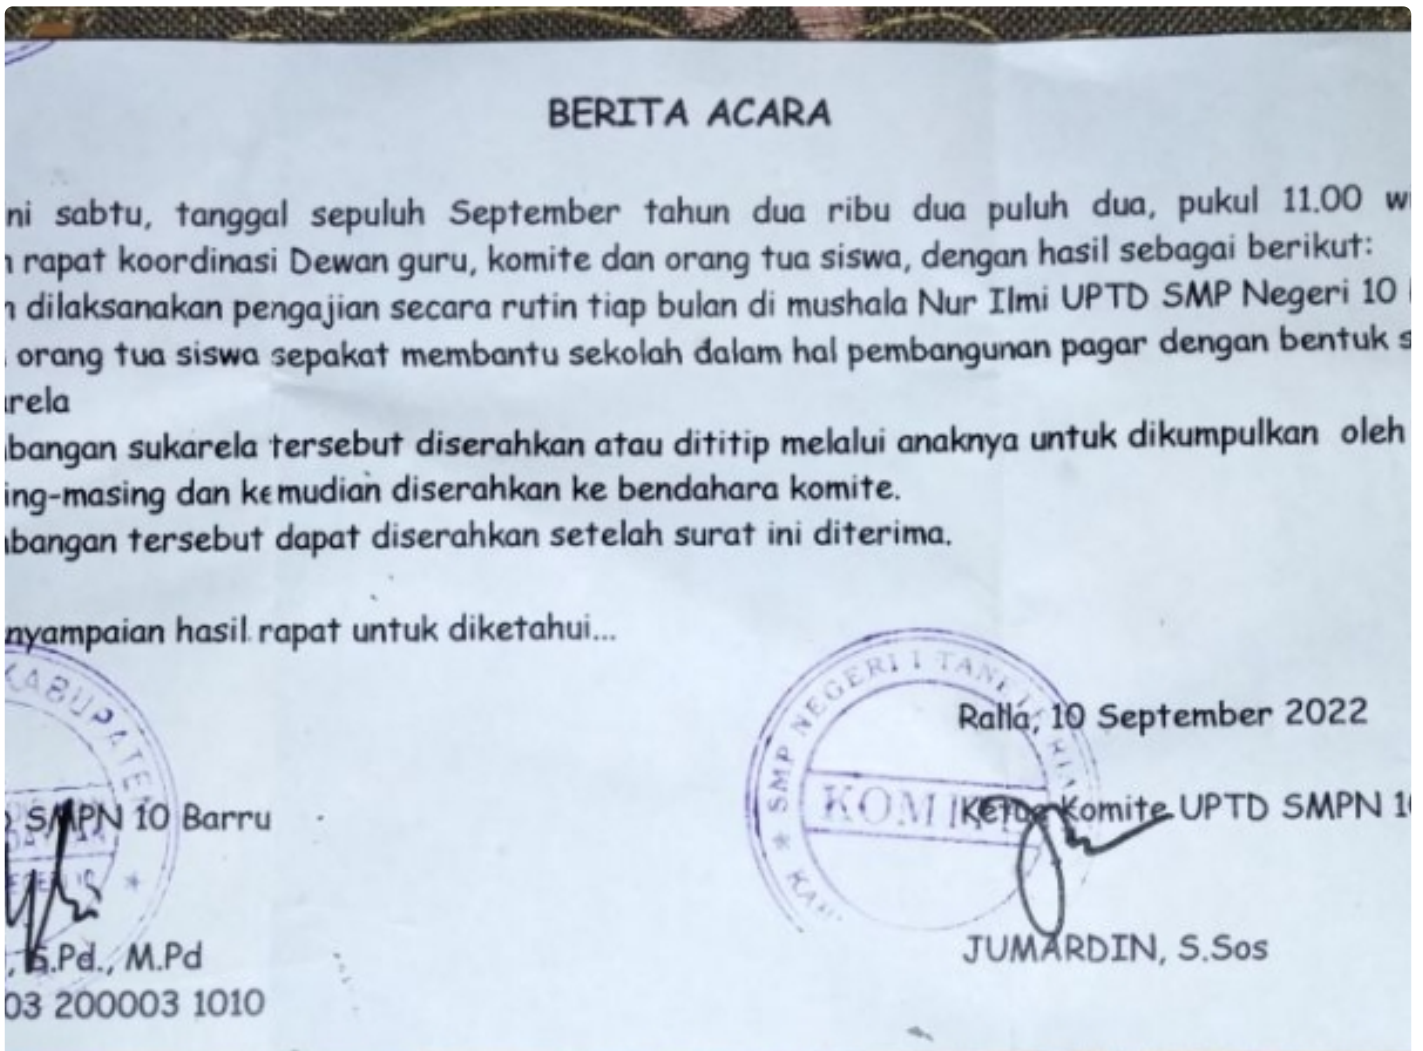 BERITA ACARA
ni sabtu, tanggal sepuluh September tahun dua ribu dua puluh dua, pukul 11.00 w
rapat koordinasi Dewan guru, komite dan orang tua siswa, dengan hasil sebagai berikut:
dilaksanakan pengajian secara rutin tiap bulan di mushala Nur Ilmi UPTD SMP Negeri 10
orang tua siswa sepakat membantu sekolah dalam hal pembangunan pagar dengan bentuk s
rela
bangan sukarela tersebut diserahkan atau dititip melalui anaknya untuk dikumpulkan oleh
ing-masing dan kemudian diserahkan ke bendahara komite.
bangan tersebut dapat diserahkan setelah surat ini diterima.
nyampaian hasil rapat untuk diketahui...
KABUPATEN
SMP NEGERI 1
KOMITE
Ralla, 10 September 2022
SMPN 10 Barru
Ketua Komite UPTD SMPN 1
, S.Pd., M.Pd
JUMARDIN, S.Sos
03 200003 1010